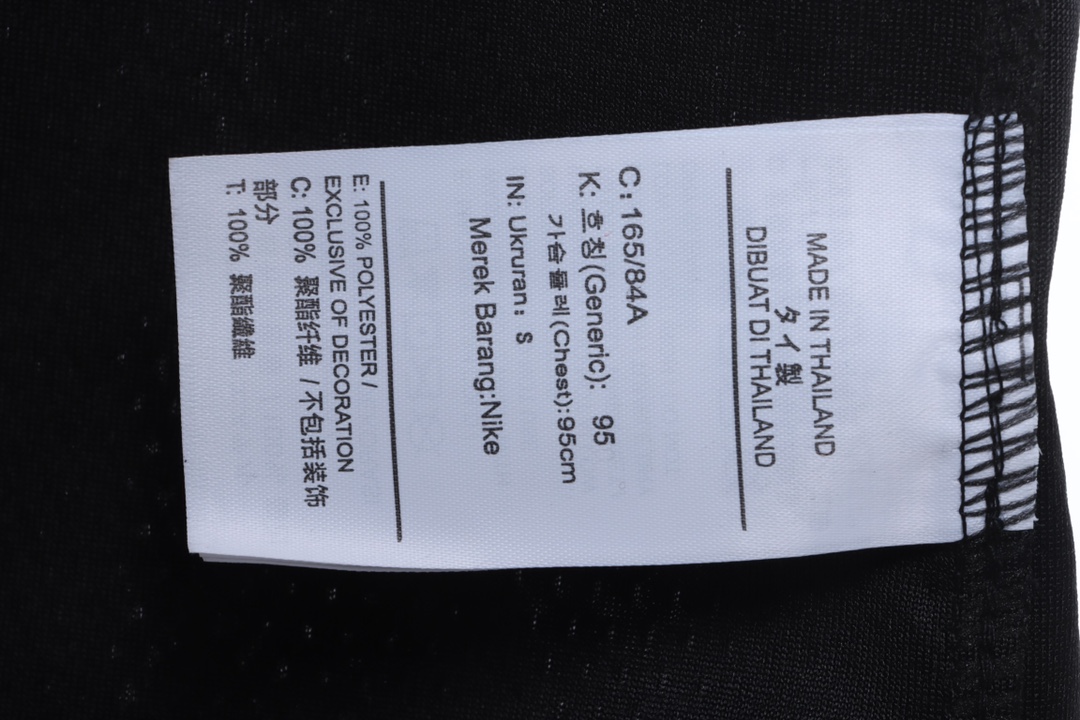 MADE IN THAILAND
タイ製
DIBUAT DI THAILAND
C:165/84A
K: 호칭(Generic): 95
가슴둘레(Chest):95cm
IN: Ukruran: S
Merek Barang:Nike
E: 100% POLYESTER /
EXCLUSIVE OF DECORATION
C: 100% 聚酯纤维 / 不包括装饰
部分
T: 100% 聚酯纖維